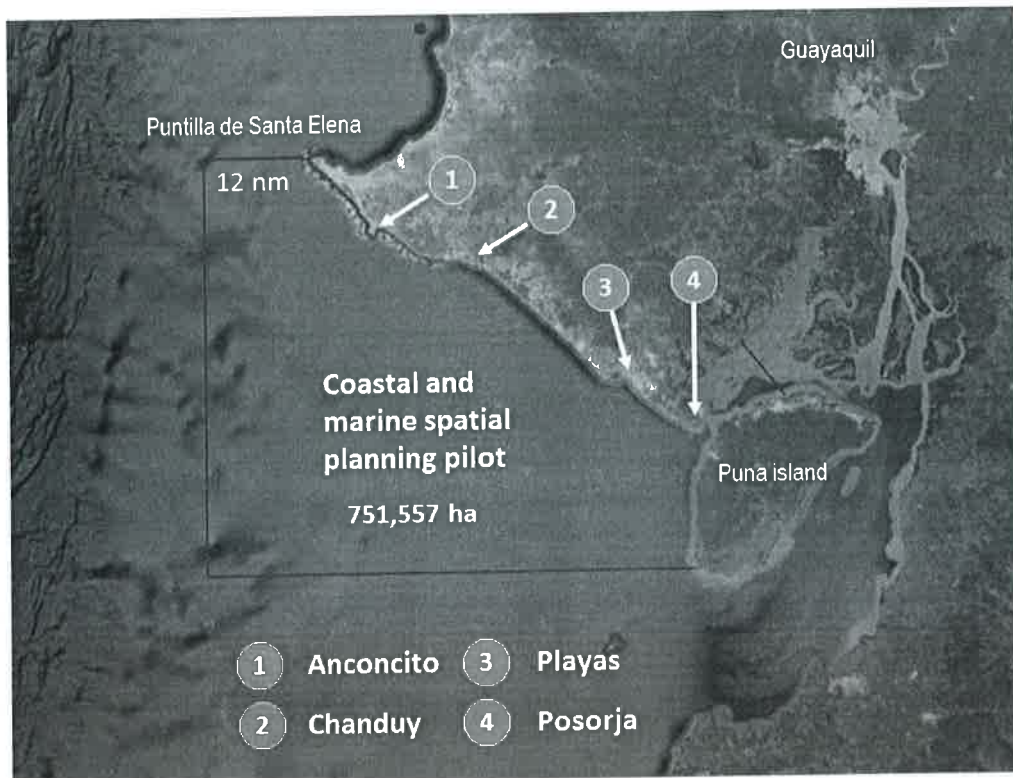 Guayaquil
Puntilla de Santa Elena
12 nm
1
2
3
4
Coastal and
marine spatial
planning pilot
751,557 ha
Puna island
1 Anconcito 3 Playas
2 Chanduy 4 Posorja